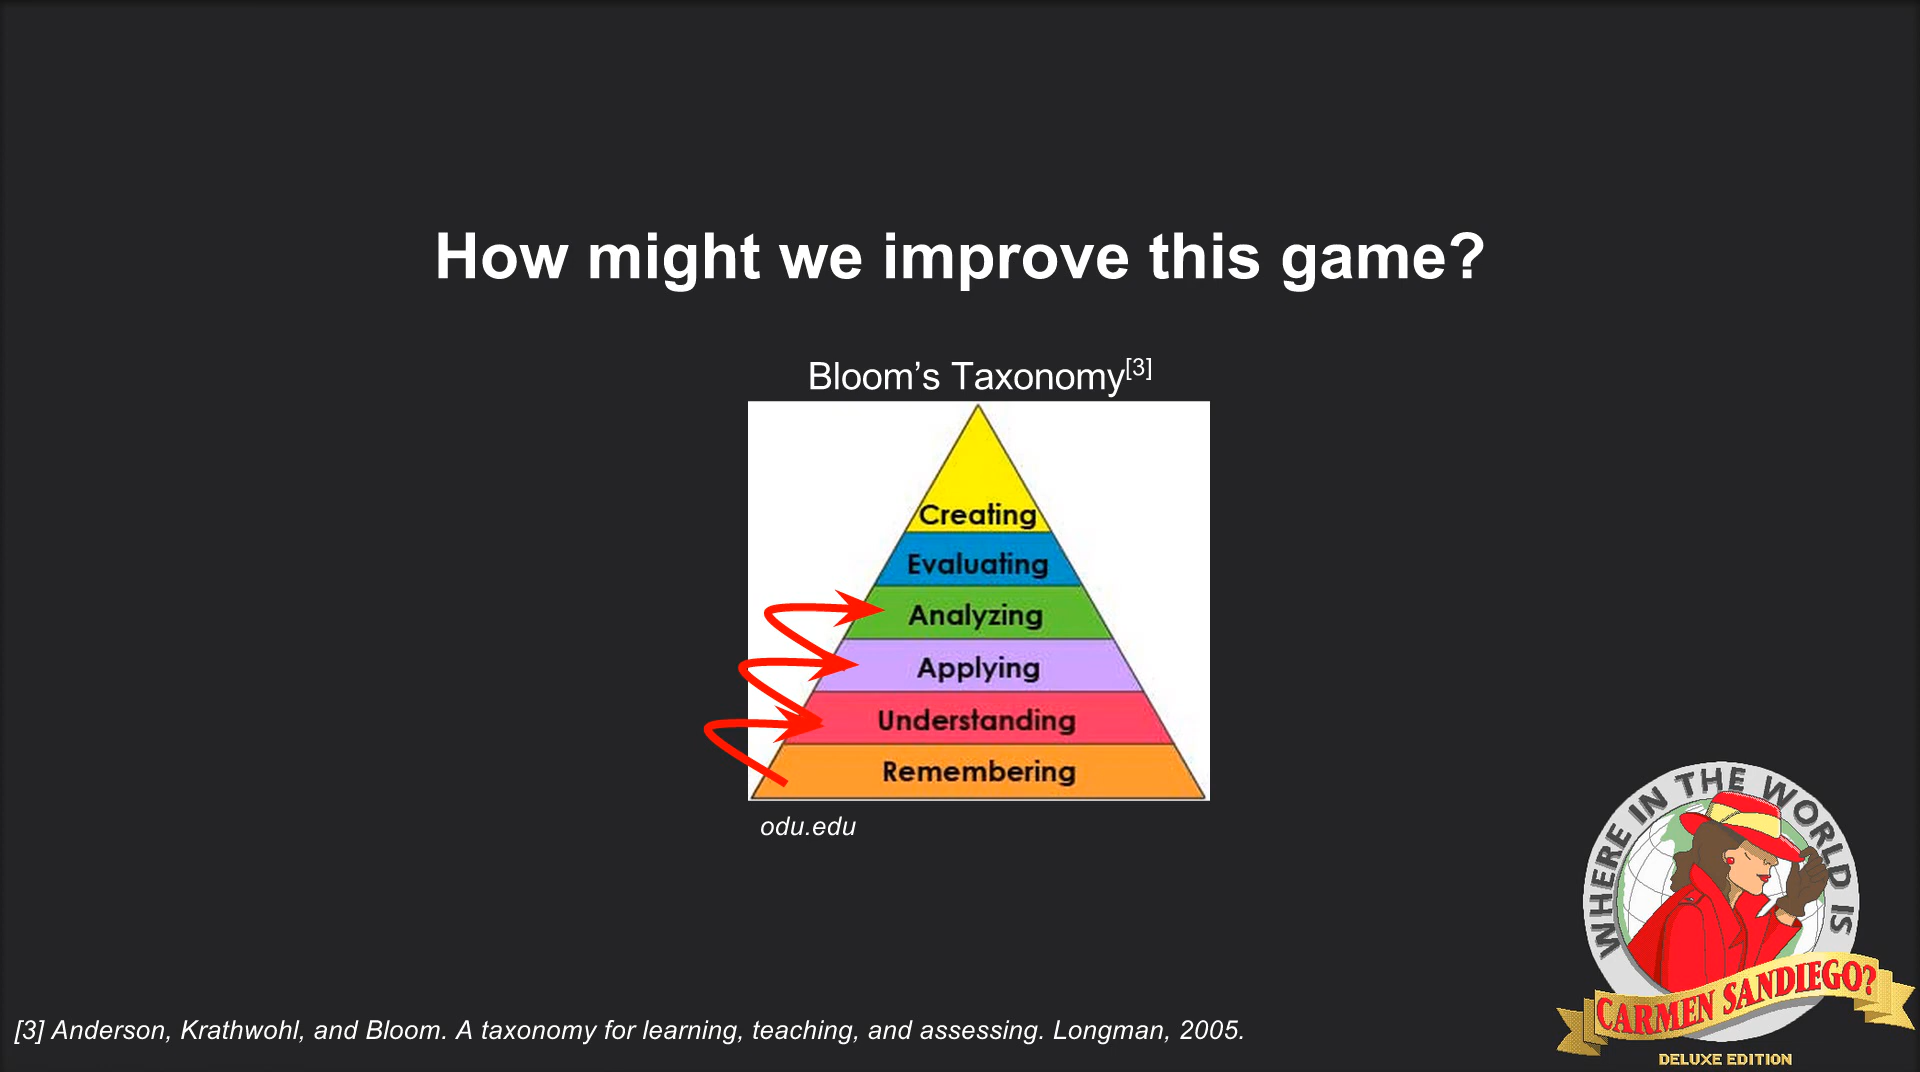 How might we improve this game?
Bloom’s Taxonomy[3]
Creating
Evaluating
Analyzing
Applying
Understanding
Remembering
odu.edu
WHERE IN THE WORLD IS
CARMEN SANDIEGO?
DELUXE EDITION
[3] Anderson, Krathwohl, and Bloom. A taxonomy for learning, teaching, and assessing. Longman, 2005.